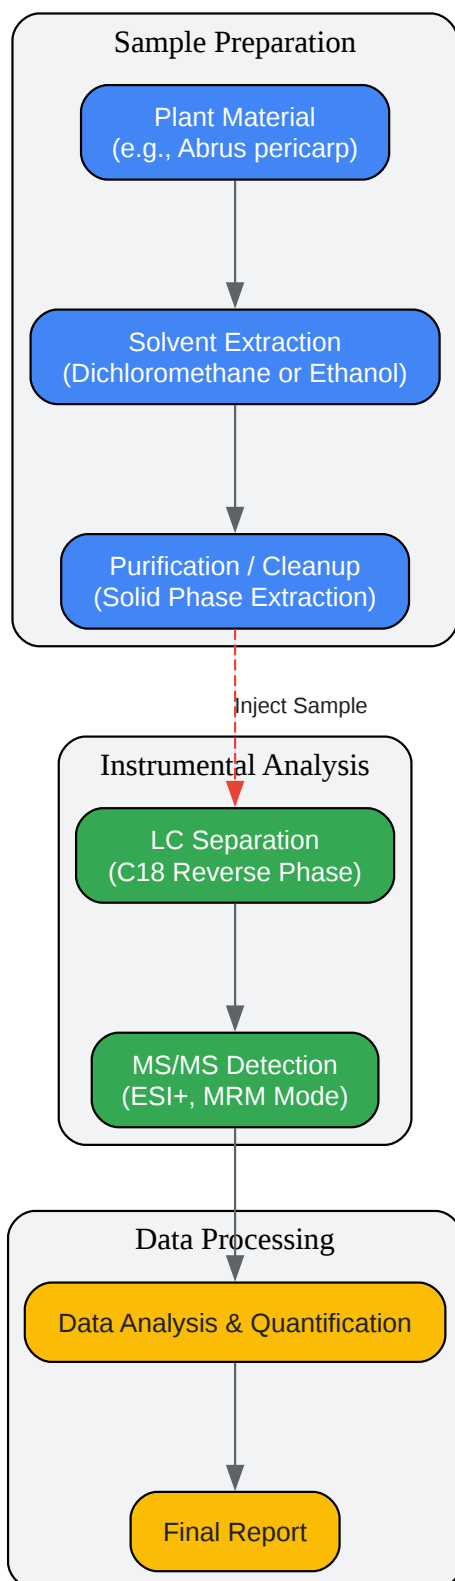 Sample Preparation
Plant Material
(e.g., Abrus pericarp)
Solvent Extraction
(Dichloromethane or Ethanol)
Purification / Cleanup
(Solid Phase Extraction)
Inject Sample
Instrumental Analysis
LC Separation
(C18 Reverse Phase)
MS/MS Detection
(ESI+, MRM Mode)
Data Processing
Data Analysis & Quantification
Final Report